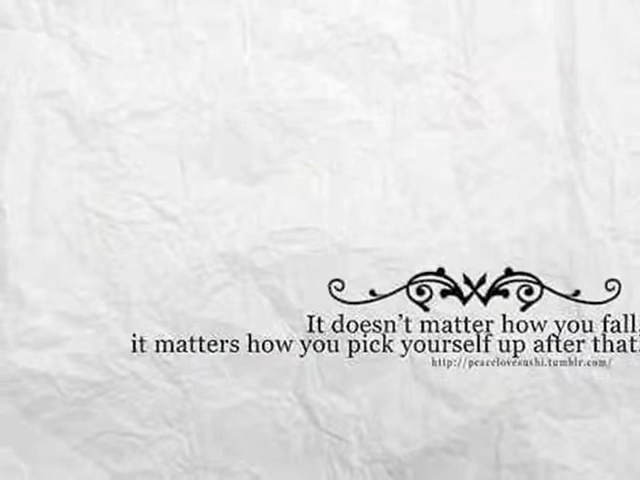 It doesn't matter how you fall.
it matters how you pick yourself up after that.
http://peacelovesushi.tumblr.com/